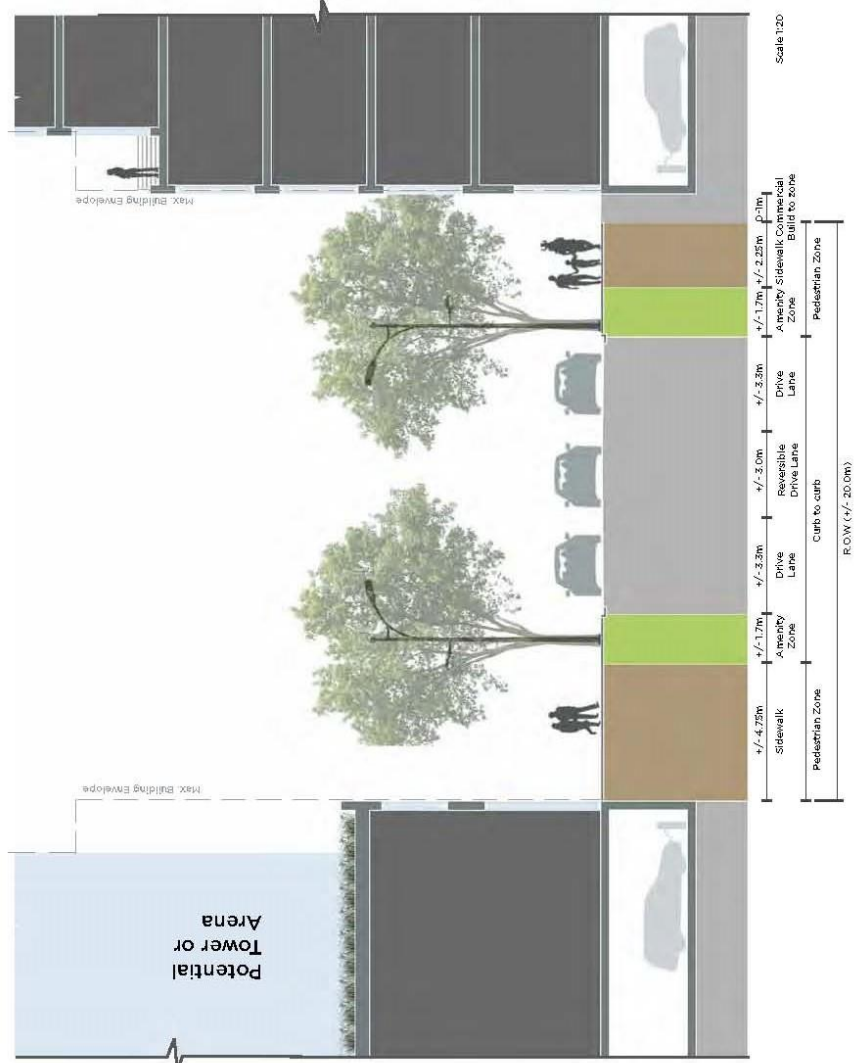 Max. Building Envelope
Max. Building Envelope
Potential
Tower or
Arena
+/- 4.75m
+/- 1.7m
+/- 3.3m
+/- 3.0m
+/- 3.3m
+/- 1.7m
+/- 2.25m
0-1m
Sidewalk
Amenity
Zone
Drive
Lane
Reversible
Drive Lane
Drive
Lane
Amenity
Zone
Sidewalk
Commercial
Build to zone
Pedestrian Zone
Curb to curb
Pedestrian Zone
R.O.W (+/- 20.0m)
Scale 1:20